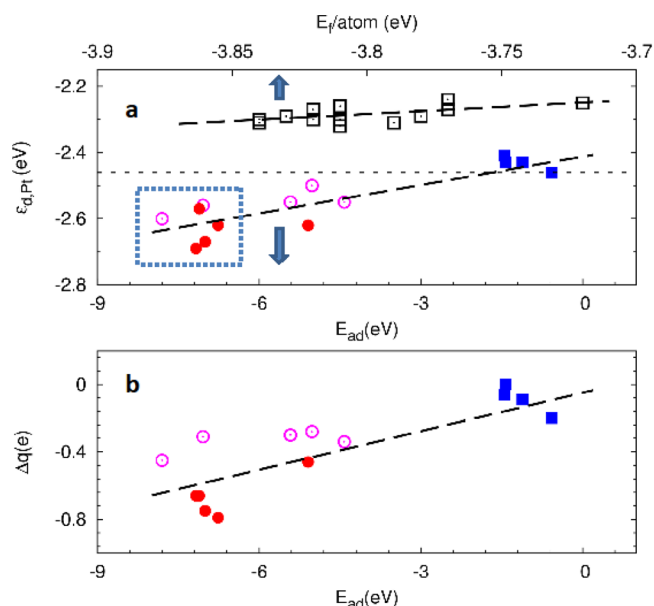 E_f/atom (eV)
-3.9 -3.85 -3.8 -3.75 -3.7
a
ε_d,Pt (eV)
-2.2
-2.4
-2.6
-2.8
-9 -6 -3 0
E_ad(eV)
b
Δq(e)
0
-0.4
-0.8
-9 -6 -3 0
E_ad(eV)